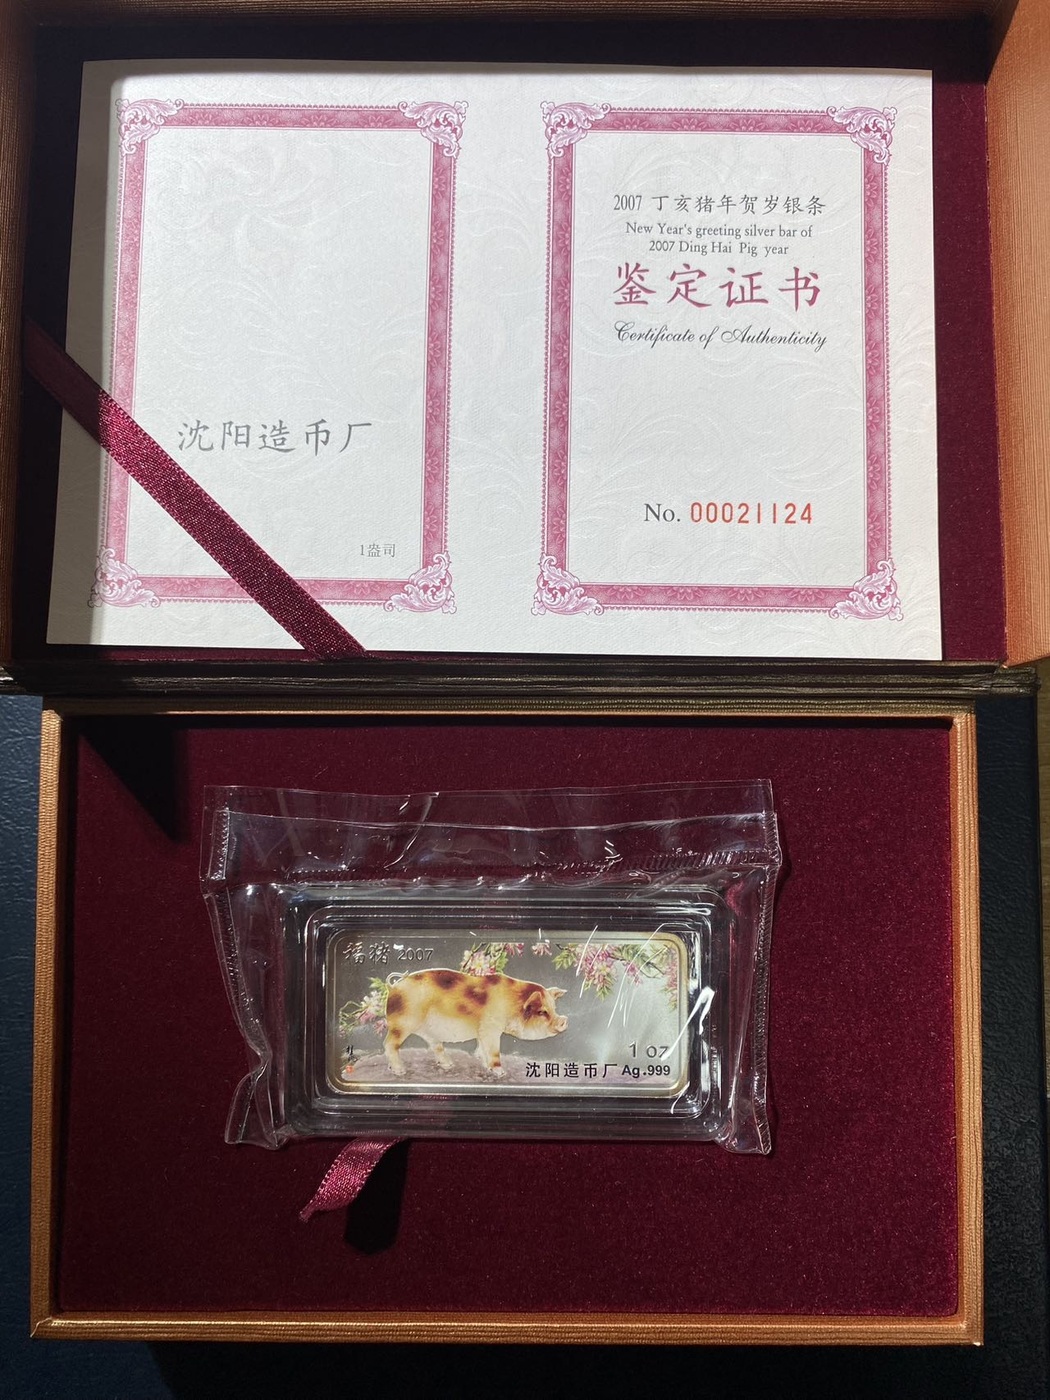 沈阳造币厂
1盎司
2007 丁亥猪年贺岁银条
New Year's greeting silver bar of
2007 Ding Hai Pig year
鉴定证书
Certificate of Authenticity
No. 00021124
福猪 2007
1 oz
沈阳造币厂 Ag.999